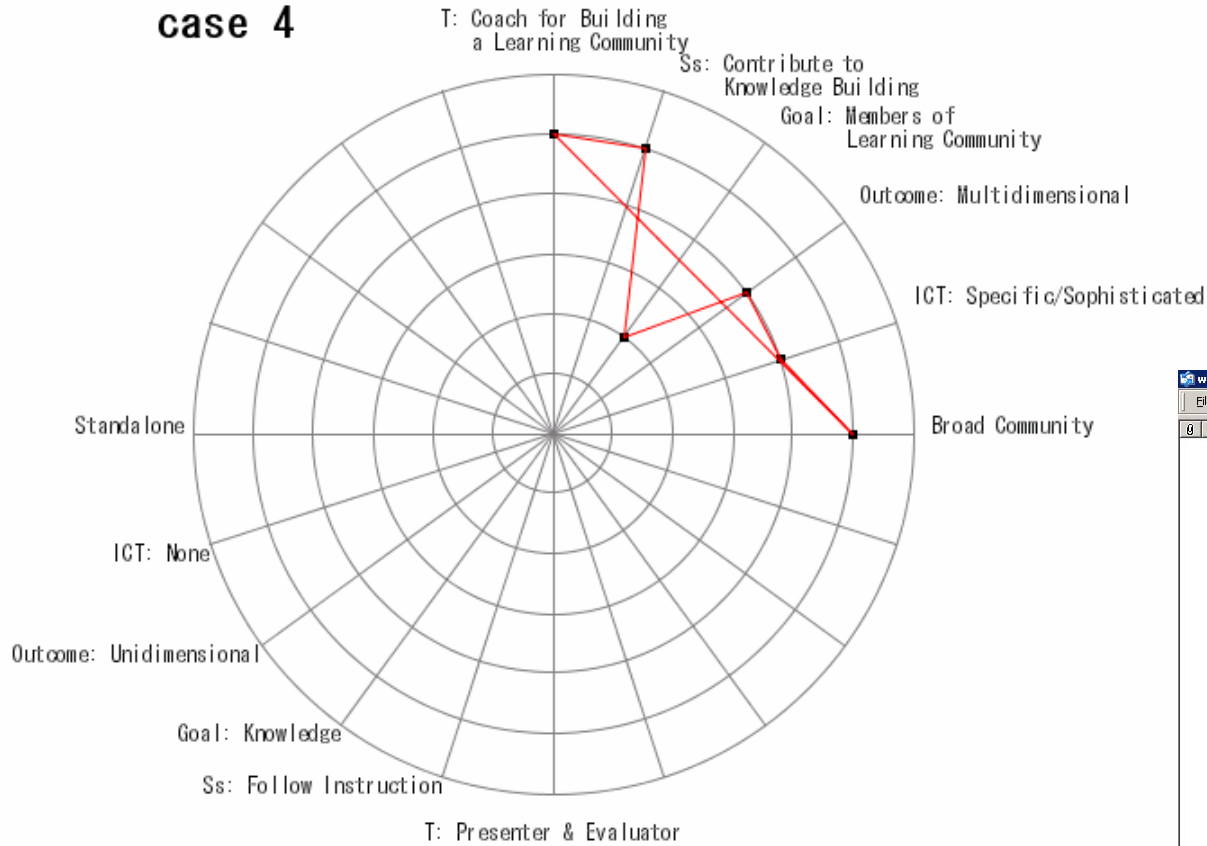 case 4
T: Coach for Building
a Learning Community
Ss: Contribute to
Knowledge Building
Goal: Members of
Learning Community
Outcome: Multidimensional
ICT: Specific/Sophisticated
Broad Community
Standalone
ICT: None
Outcome: Unidimensional
Goal: Knowledge
Ss: Follow Instruction
T: Presenter & Evaluator